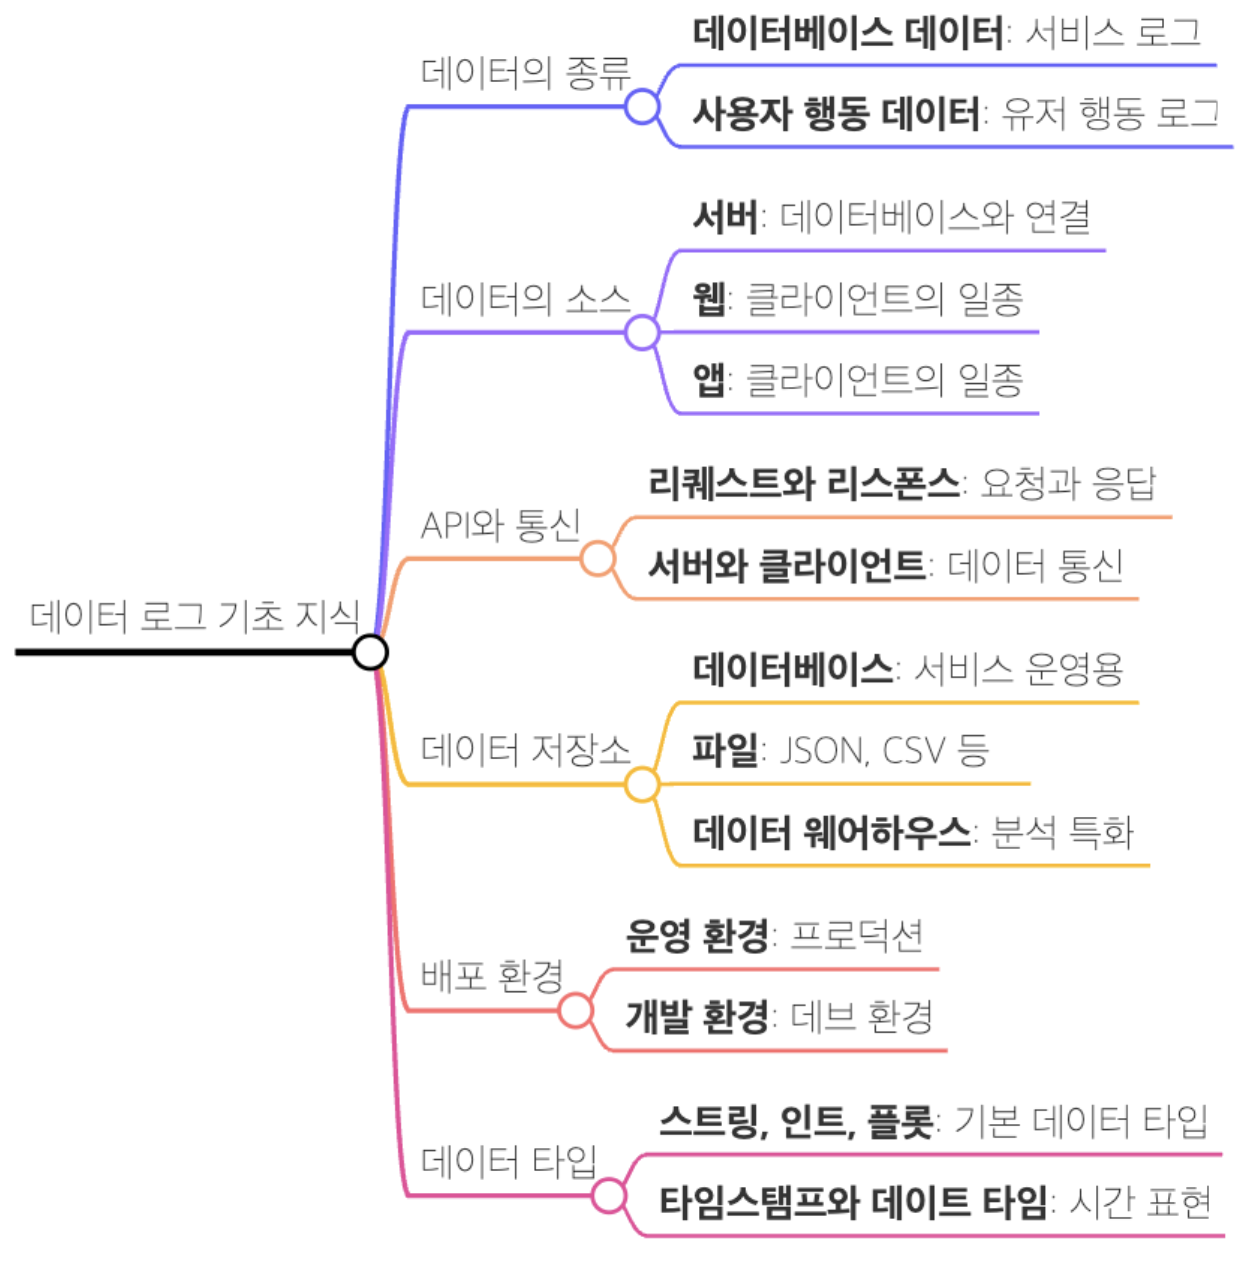 데이터 로그 기초 지식
데이터의 종류
데이터베이스 데이터: 서비스 로그
사용자 행동 데이터: 유저 행동 로그
데이터의 소스
서버: 데이터베이스와 연결
웹: 클라이언트의 일종
앱: 클라이언트의 일종
API와 통신
리퀘스트와 리스폰스: 요청과 응답
서버와 클라이언트: 데이터 통신
데이터 저장소
데이터베이스: 서비스 운영용
파일: JSON, CSV 등
데이터 웨어하우스: 분석 특화
배포 환경
운영 환경: 프로덕션
개발 환경: 데브 환경
데이터 타입
스트링, 인트, 플롯: 기본 데이터 타입
타임스탬프와 데이트 타임: 시간 표현